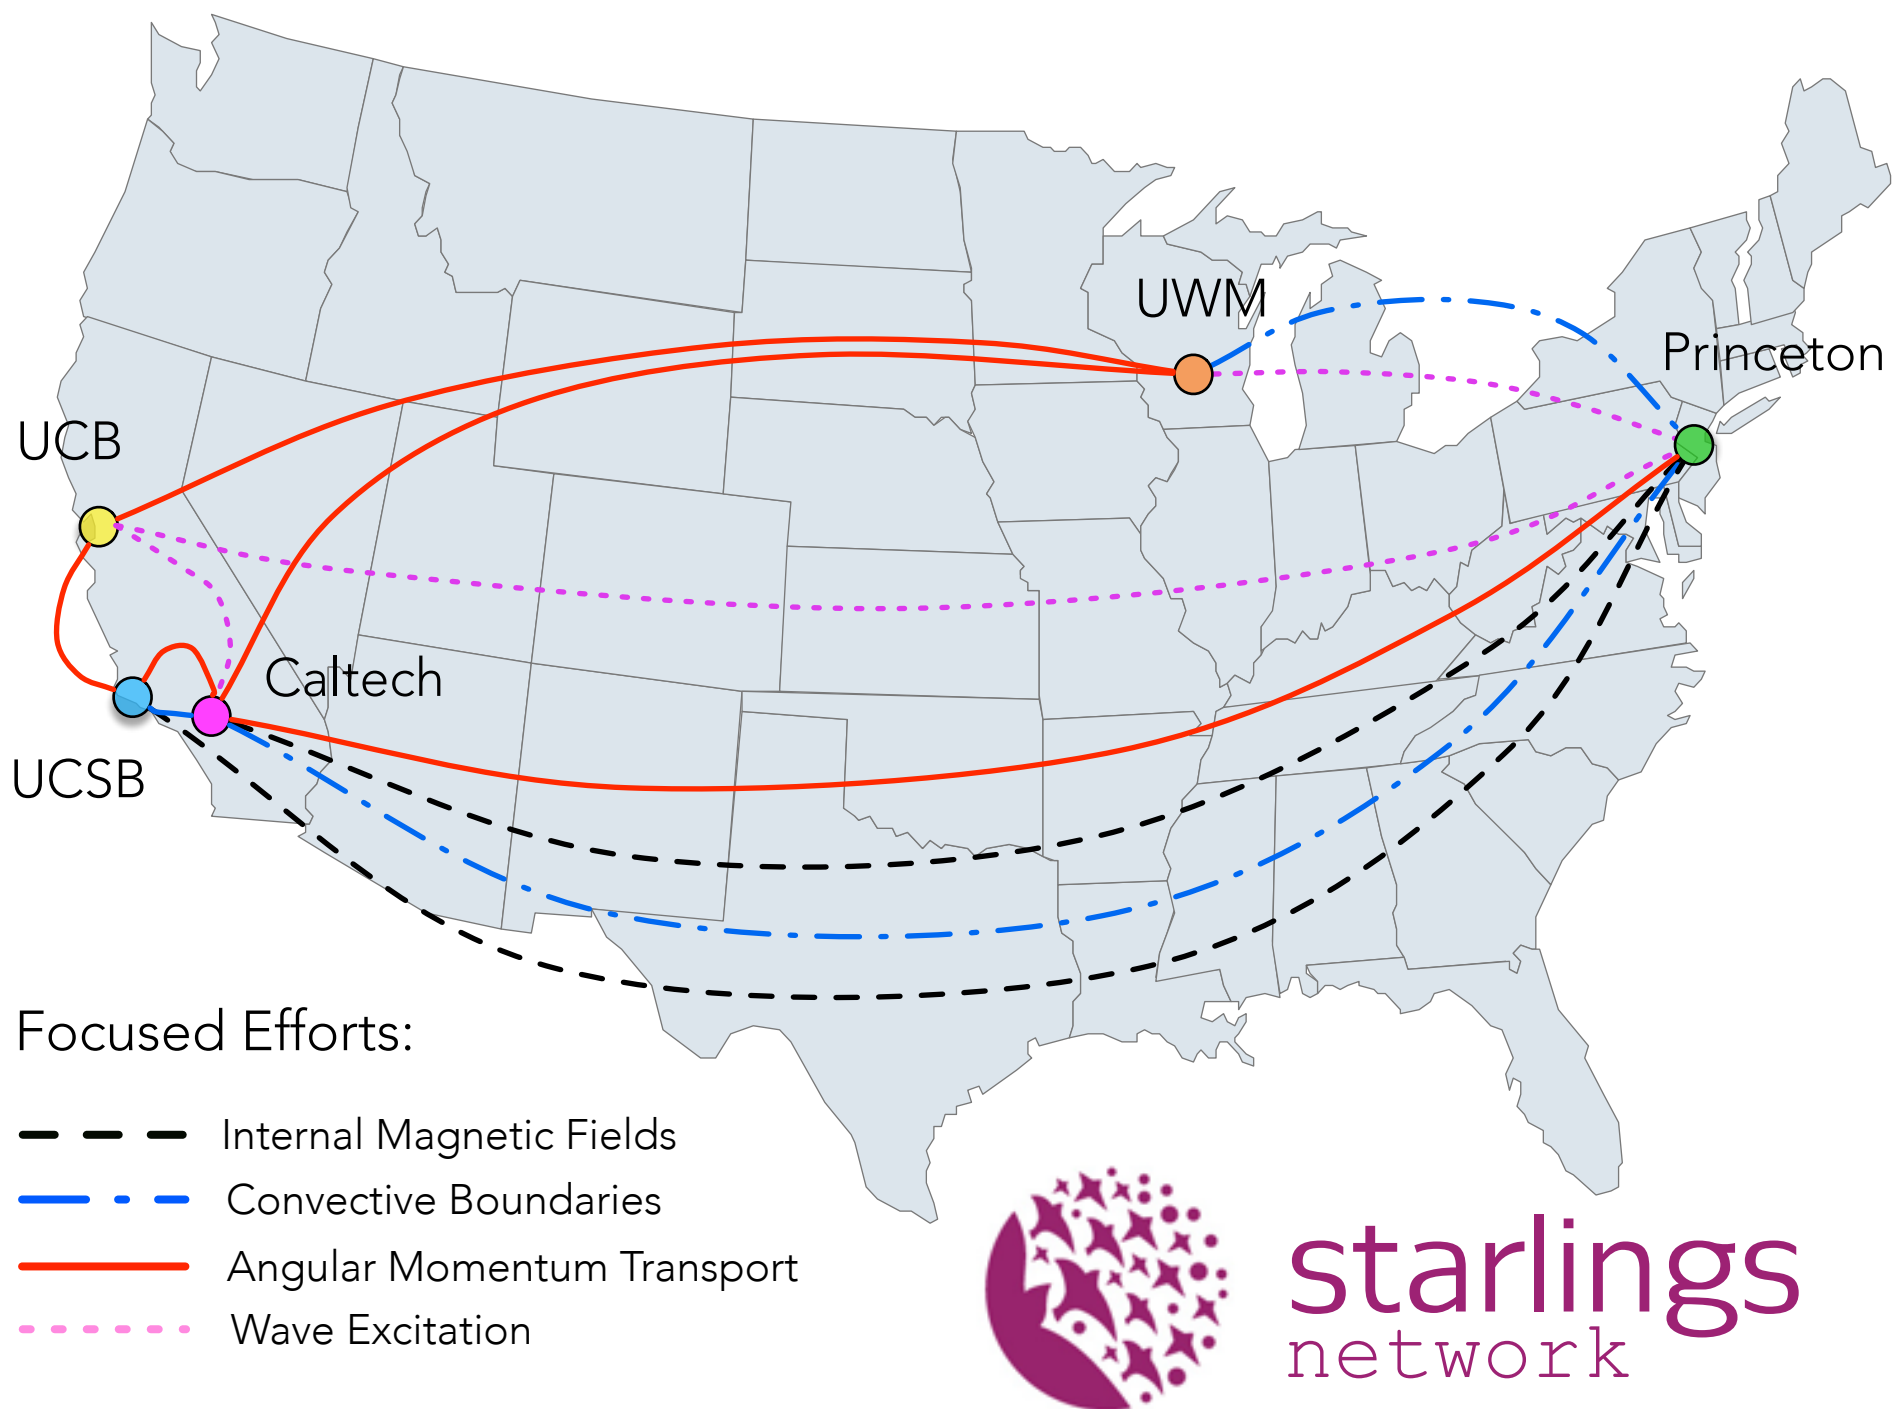 UWM
Princeton
UCB
Caltech
UCSB
Focused Efforts:
Internal Magnetic Fields
Convective Boundaries
Angular Momentum Transport
Wave Excitation
starlings
network